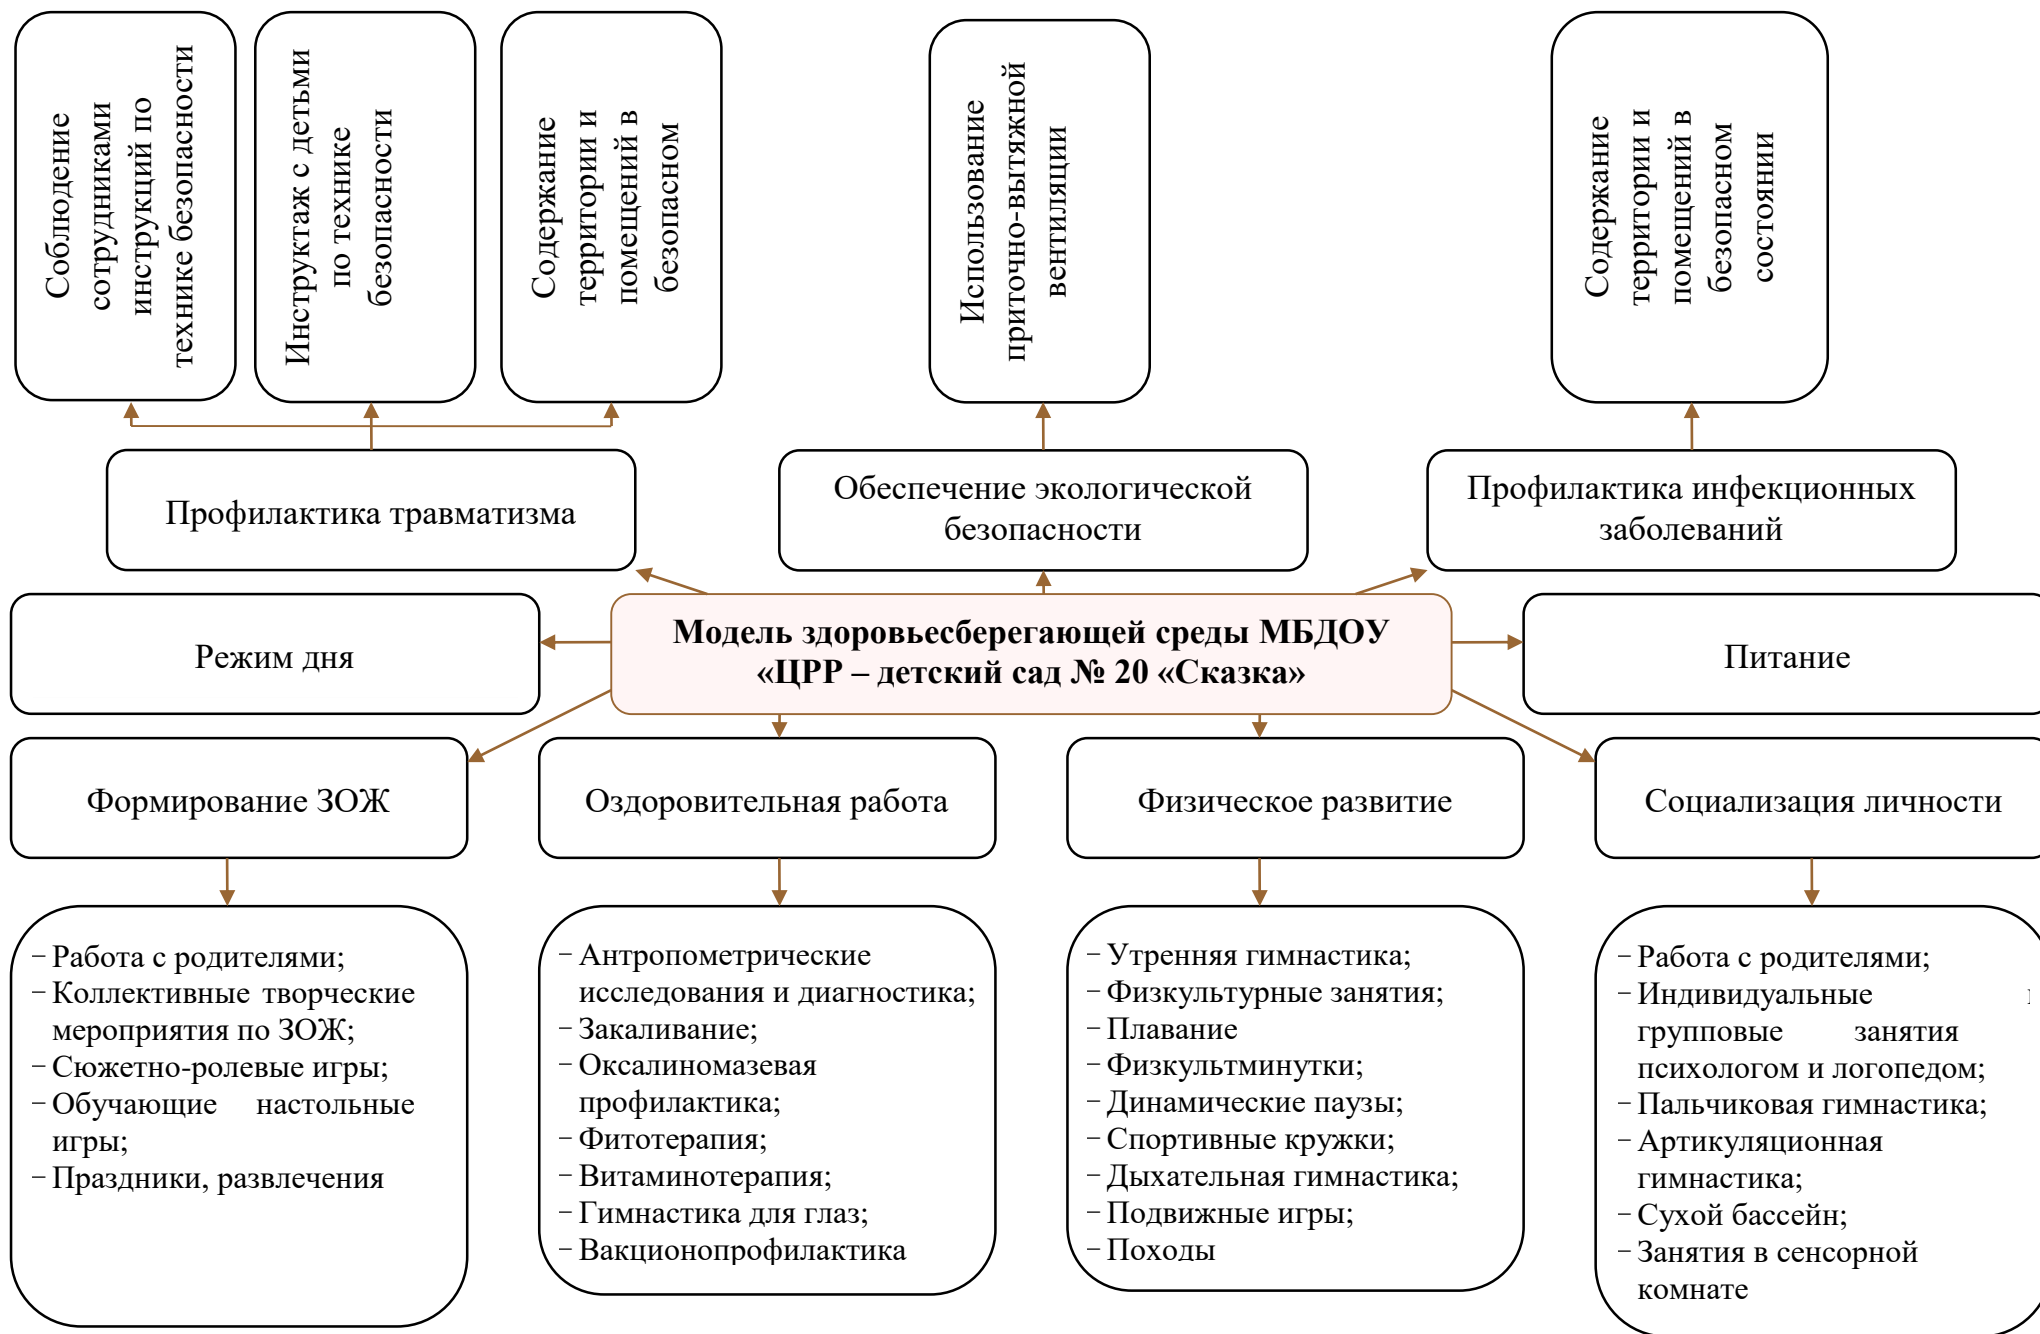 Соблюдение
сотрудниками
инструкций по
технике безопасности
Инструктаж с детьми
по технике
безопасности
Содержание
территории и
помещений в
безопасном
Использование
приточно-вытяжной
вентиляции
Содержание
территории и
помещений в
безопасном
состоянии
Профилактика травматизма
Обеспечение экологической
безопасности
Профилактика инфекционных
заболеваний
Режим дня
Модель здоровьесберегающей среды МБДОУ
«ЦРР – детский сад № 20 «Сказка»
Питание
Формирование ЗОЖ
Оздоровительная работа
Физическое развитие
Социализация личности
− Работа с родителями;
− Коллективные творческие
мероприятия по ЗОЖ;
− Сюжетно-ролевые игры;
− Обучающие настольные
игры;
− Праздники, развлечения
− Антропометрические
исследования и диагностика;
− Закаливание;
− Оксалиномазевая
профилактика;
− Фитотерапия;
− Витаминотерапия;
− Гимнастика для глаз;
− Вакционопрофилактика
− Утренняя гимнастика;
− Физкультурные занятия;
− Плавание
− Физкультминутки;
− Динамические паузы;
− Спортивные кружки;
− Дыхательная гимнастика;
− Подвижные игры;
− Походы
− Работа с родителями;
− Индивидуальные
групповые занятия
психологом и логопедом;
− Пальчиковая гимнастика;
− Артикуляционная
гимнастика;
− Сухой бассейн;
− Занятия в сенсорной
комнате